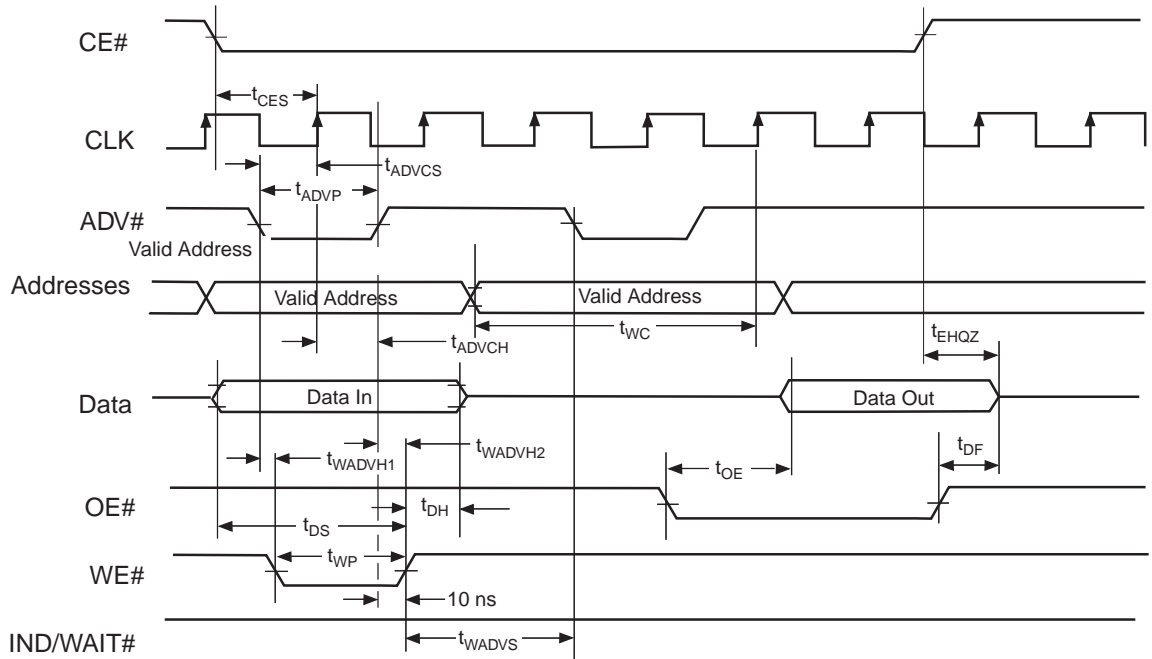 CE#
tCES
CLK
tADVCS
tADVP
ADV#
Valid Address
Addresses
Valid Address
Valid Address
tWC
tEHQZ
tADVCH
Data
Data In
Data Out
tWADVH1
tWADVH2
tOE
tDF
OE#
tDH
tDS
tWP
WE#
10 ns
tWADVS
IND/WAIT#